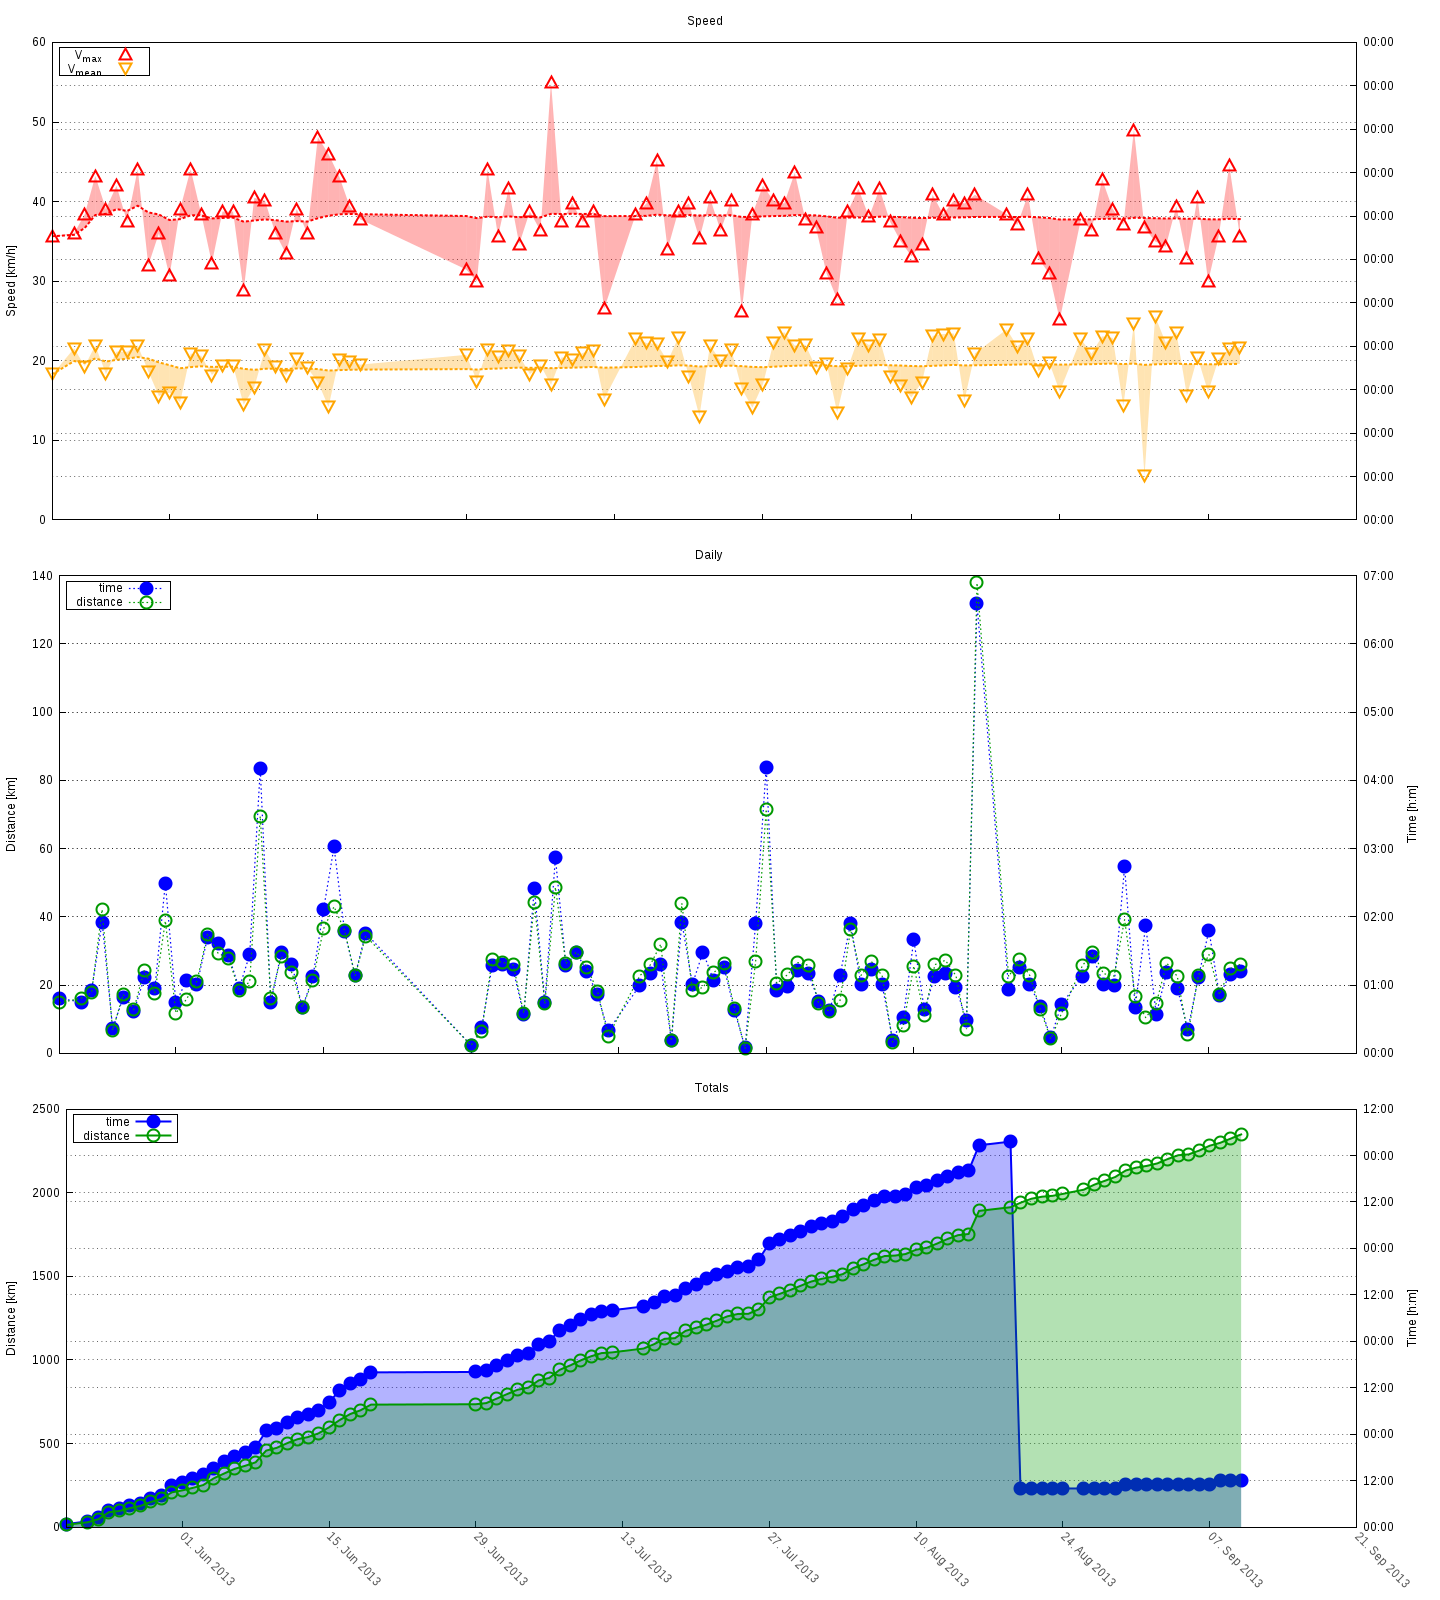 Speed
60
50
40
30
20
10
0
Speed [km/h]
Vmax
Vmean
00:00
00:00
00:00
00:00
00:00
00:00
00:00
00:00
00:00
00:00
00:00
00:00
Daily
140
120
100
80
60
40
20
0
Distance [km]
time
distance
07:00
06:00
05:00
04:00
03:00
02:00
01:00
00:00
Time [h:m]
Totals
2500
2000
1500
1000
500
0
Distance [km]
time
distance
12:00
00:00
12:00
00:00
12:00
00:00
12:00
00:00
12:00
00:00
Time [h:m]
01. Jun 2013
15. Jun 2013
29. Jun 2013
13. Jul 2013
27. Jul 2013
10. Aug 2013
24. Aug 2013
07. Sep 2013
21. Sep 2013